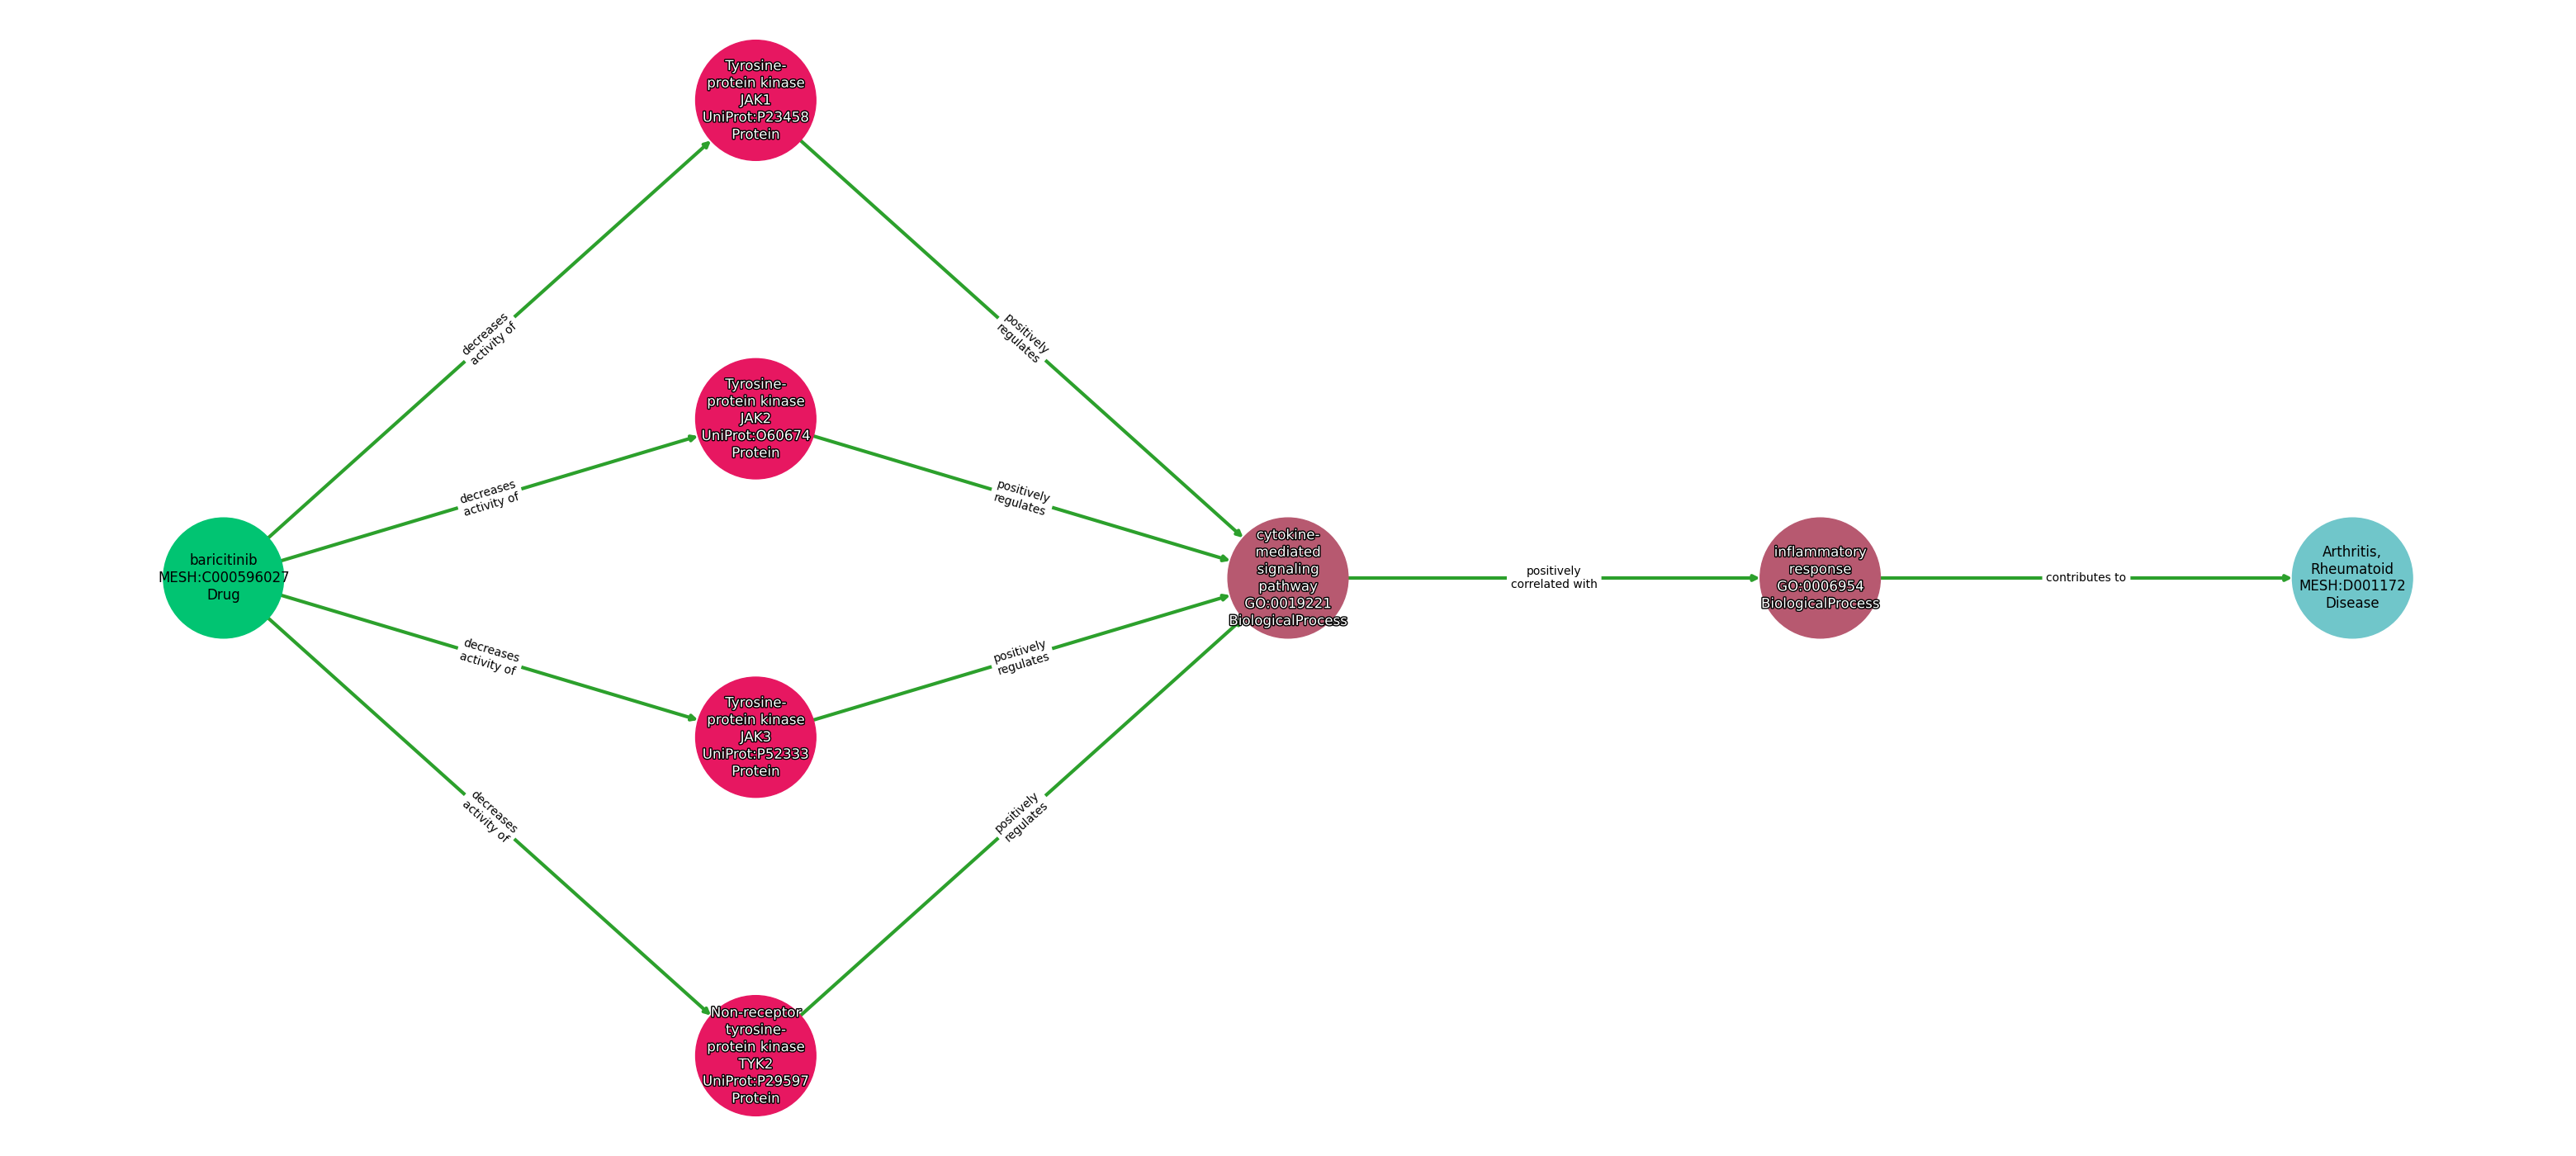 Tyrosine-
protein kinase
JAK1
UniProt:P23458
Protein
decreases
activity of
positively
regulates
Tyrosine-
protein kinase
JAK2
UniProt:O60674
Protein
decreases
activity of
positively
regulates
baricitinib
MESH:C000596027
Drug
cytokine-
mediated
signaling
pathway
GO:0019221
BiologicalProcess
positively
correlated with
inflammatory
response
GO:0006954
BiologicalProcess
contributes to
Arthritis,
Rheumatoid
MESH:D001172
Disease
decreases
activity of
positively
regulates
Tyrosine-
protein kinase
JAK3
UniProt:P52333
Protein
decreases
activity of
positively
regulates
Non-receptor
tyrosine-
protein kinase
TYK2
UniProt:P29597
Protein